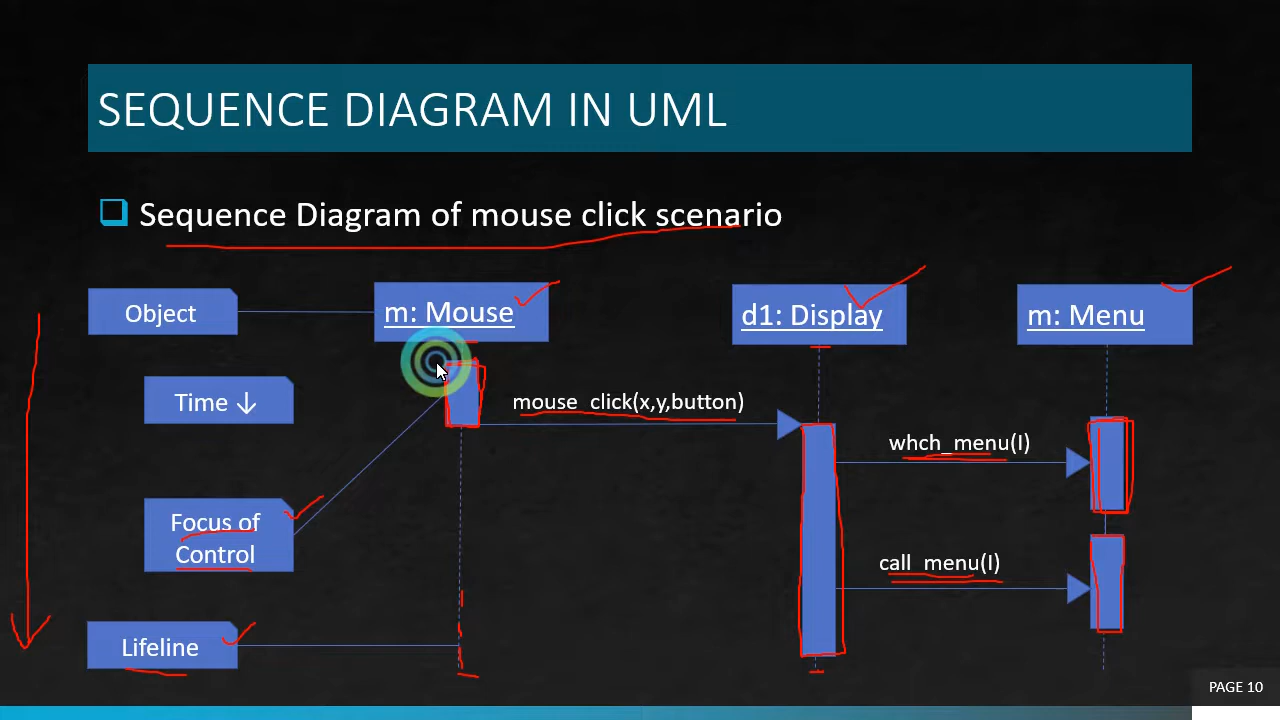 SEQUENCE DIAGRAM IN UML
Sequence Diagram of mouse click scenario
Object
m: Mouse
d1: Display
m: Menu
Time ↓
mouse_click(x,y,button)
whch_menu(I)
Focus of
Control
call_menu(I)
Lifeline
PAGE 10